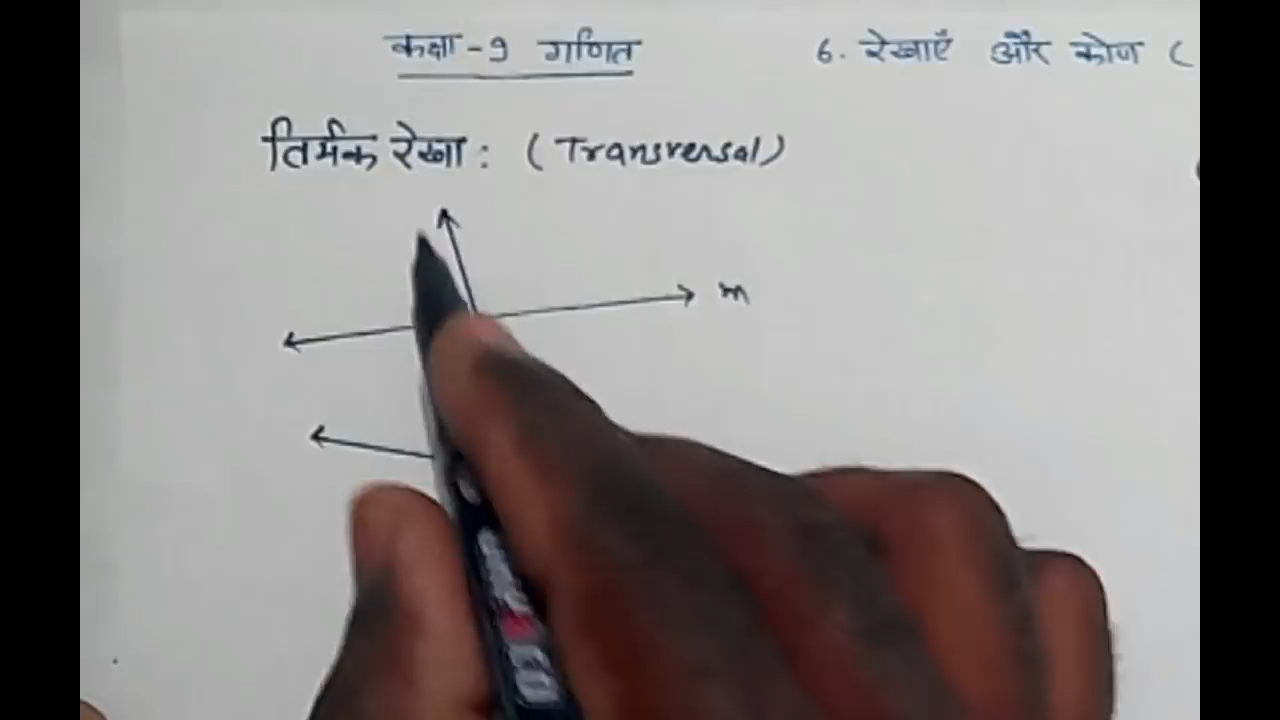 कक्षा - 9 गणित
6. रेखाएँ और कोण (
तिर्यक रेखा : (Transversal)
m